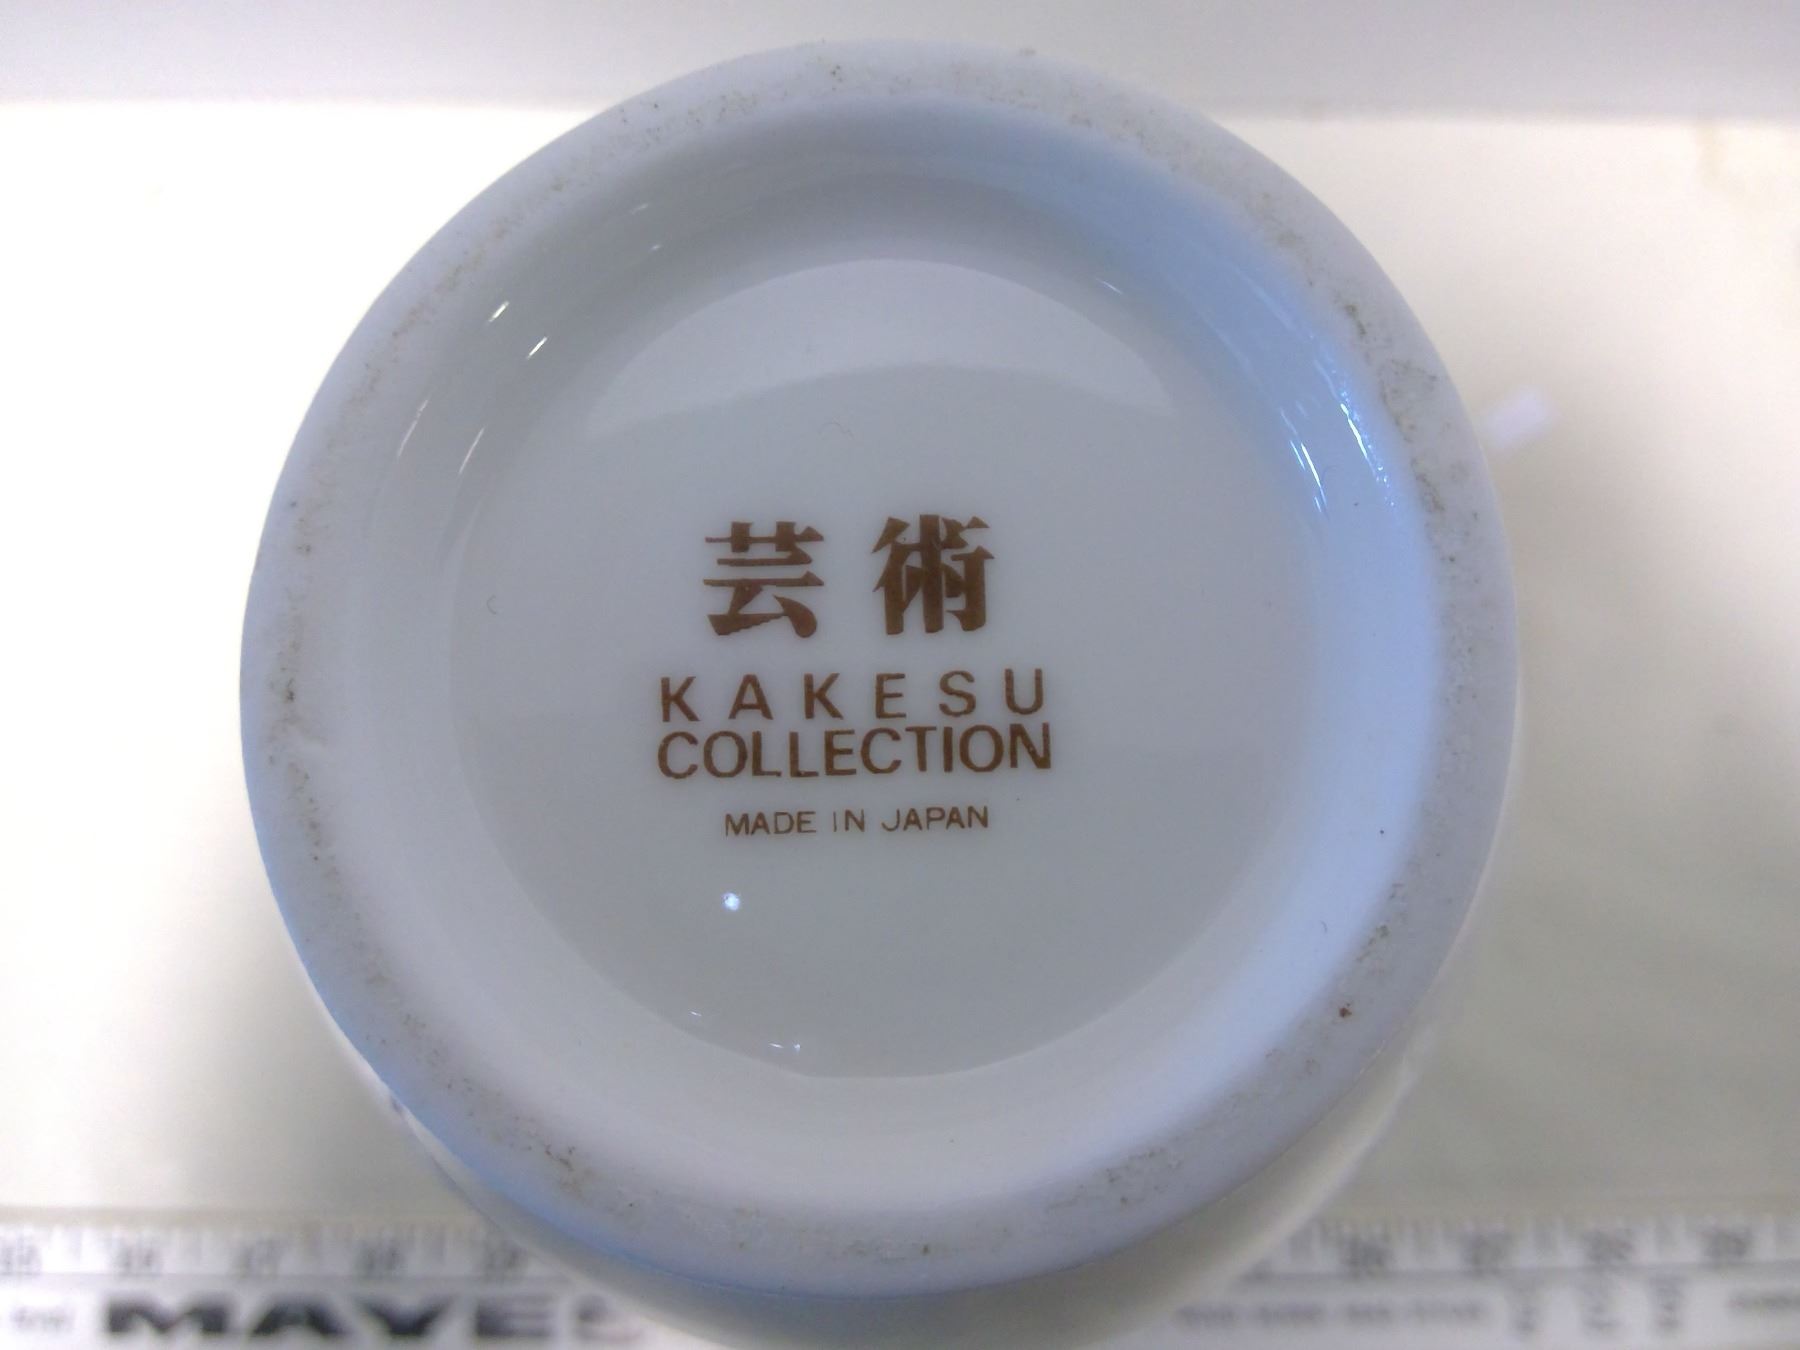 芸術
KAKESU
COLLECTION
MADE IN JAPAN